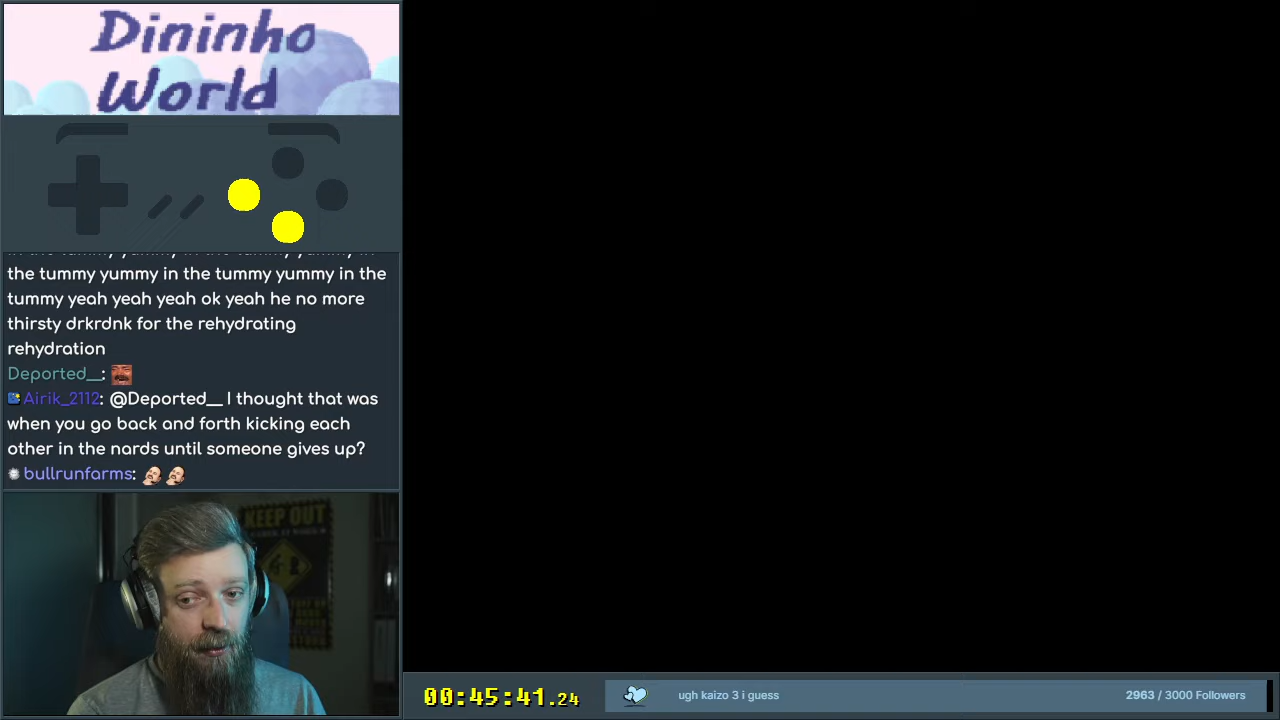 Dininho
World
the tummy yummy in the tummy yummy in the
tummy yeah yeah yeah ok yeah he no more
thirsty drkrdnk for the rehydrating
rehydration
Deported__:
Airik_2112: @Deported__ I thought that was
when you go back and forth kicking each
other in the nards until someone gives up?
bullrunfarms:
KEEP OUT
00:45:41.24
ugh kaizo 3 i guess
2963 / 3000 Followers